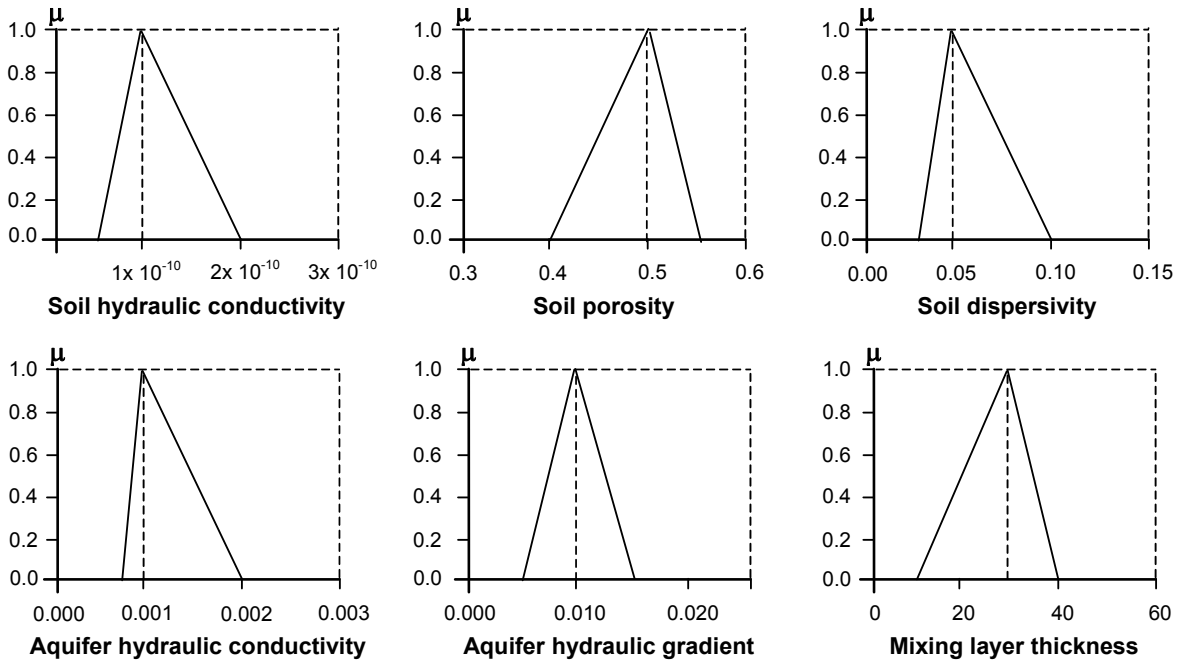 μ
1.0
0.8
0.6
0.4
0.2
0.0
1x 10⁻¹⁰ 2x 10⁻¹⁰ 3x 10⁻¹⁰
Soil hydraulic conductivity
μ
1.0
0.8
0.6
0.4
0.2
0.0
0.3 0.4 0.5 0.6
Soil porosity
μ
1.0
0.8
0.6
0.4
0.2
0.0
0.00 0.05 0.10 0.15
Soil dispersivity
μ
1.0
0.8
0.6
0.4
0.2
0.0
0.000 0.001 0.002 0.003
Aquifer hydraulic conductivity
μ
1.0
0.8
0.6
0.4
0.2
0.0
0.000 0.010 0.020
Aquifer hydraulic gradient
μ
1.0
0.8
0.6
0.4
0.2
0.0
0 20 40 60
Mixing layer thickness